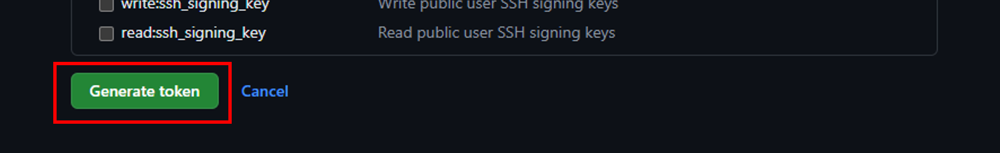 write:ssh_signing_key Write public user SSH signing keys
read:ssh_signing_key Read public user SSH signing keys
Generate token Cancel